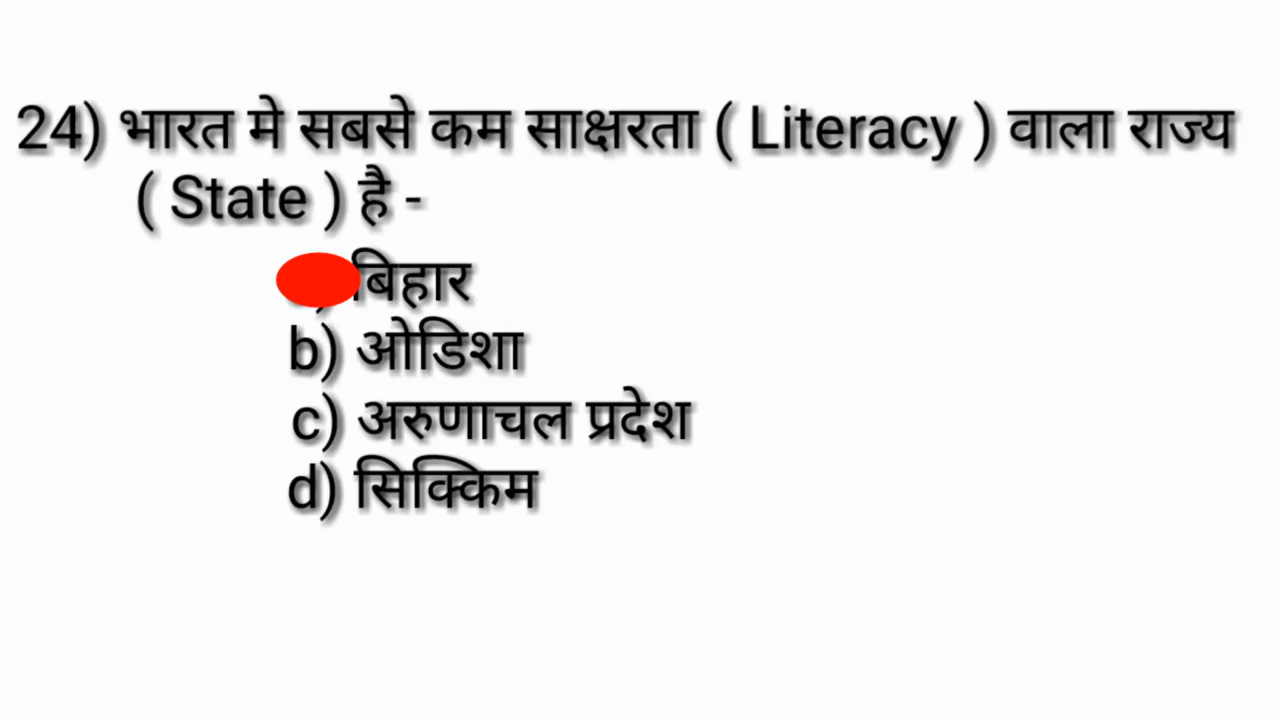 24) भारत मे सबसे कम साक्षरता ( Literacy ) वाला राज्य
( State ) है -
बिहार
b) ओडिशा
c) अरुणाचल प्रदेश
d) सिक्किम